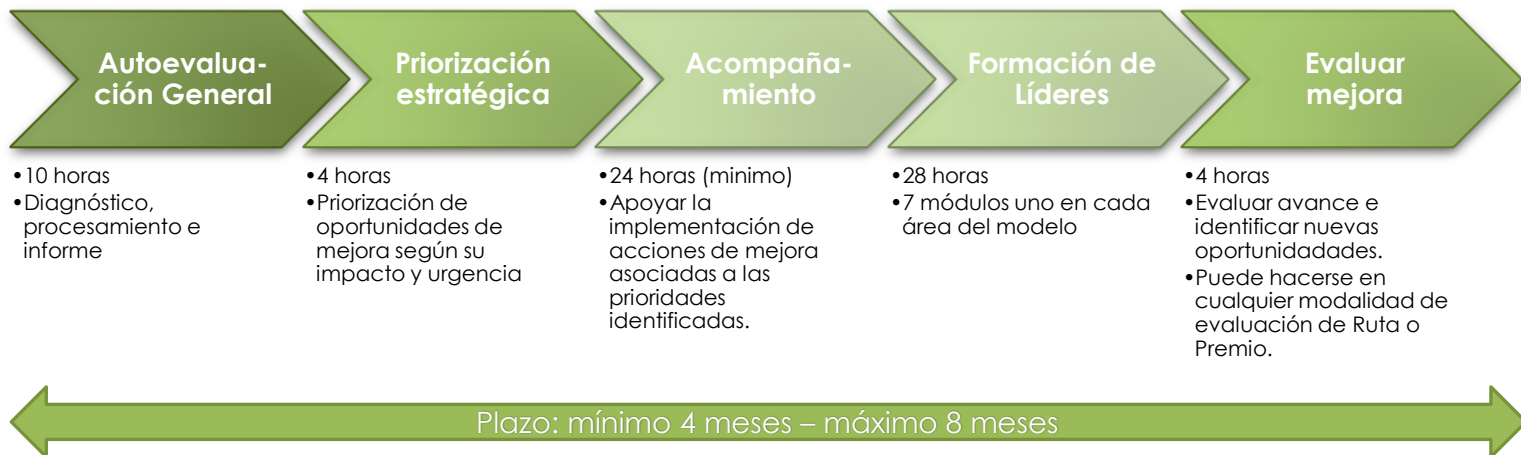 Autoevalua-
ción General
Priorización
estratégica
Acompaña-
miento
Formación de
Líderes
Evaluar
mejora
•10 horas
•Diagnóstico,
procesamiento e
informe
•4 horas
•Priorización de
oportunidades de
mejora según su
impacto y urgencia
•24 horas (minimo)
•Apoyar la
implementación de
acciones de mejora
asociadas a las
prioridades
identificadas.
•28 horas
•7 módulos uno en cada
área del modelo
•4 horas
•Evaluar avance e
identificar nuevas
oportunidadades.
•Puede hacerse en
cualquier modalidad de
evaluación de Ruta o
Premio.
Plazo: mínimo 4 meses – máximo 8 meses